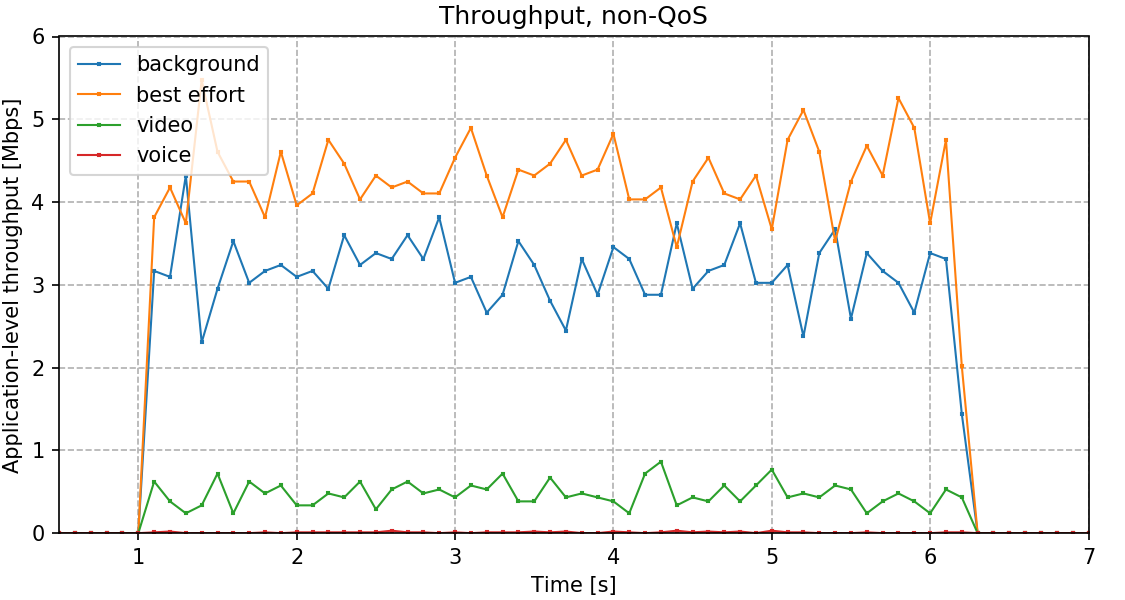 Throughput, non-QoS
Application-level throughput [Mbps]
6
5
4
3
2
1
0
background
best effort
video
voice
1 2 3 4 5 6 7
Time [s]